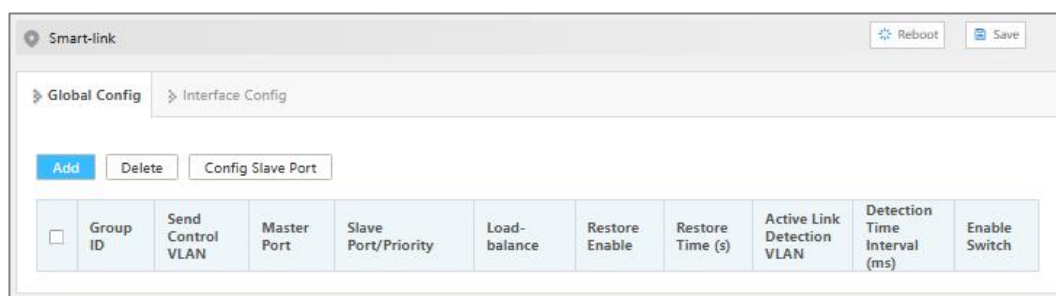 Smart-link
Reboot
Save
Global Config
Interface Config
Add
Delete
Config Slave Port
Group
ID
Send
Control
VLAN
Master
Port
Slave
Port/Priority
Load-
balance
Restore
Enable
Restore
Time (s)
Active Link
Detection
VLAN
Detection
Time
Interval
(ms)
Enable
Switch